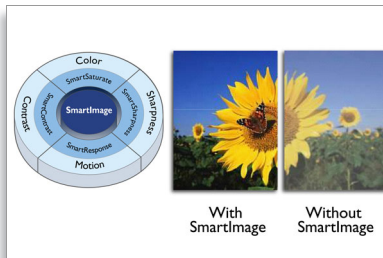 Color
SmartSaturate
Contrast
SmartContrast
SmartImage
SmartSharpness
Sharpness
SmartResponse
Motion
With
SmartImage
Without
SmartImage